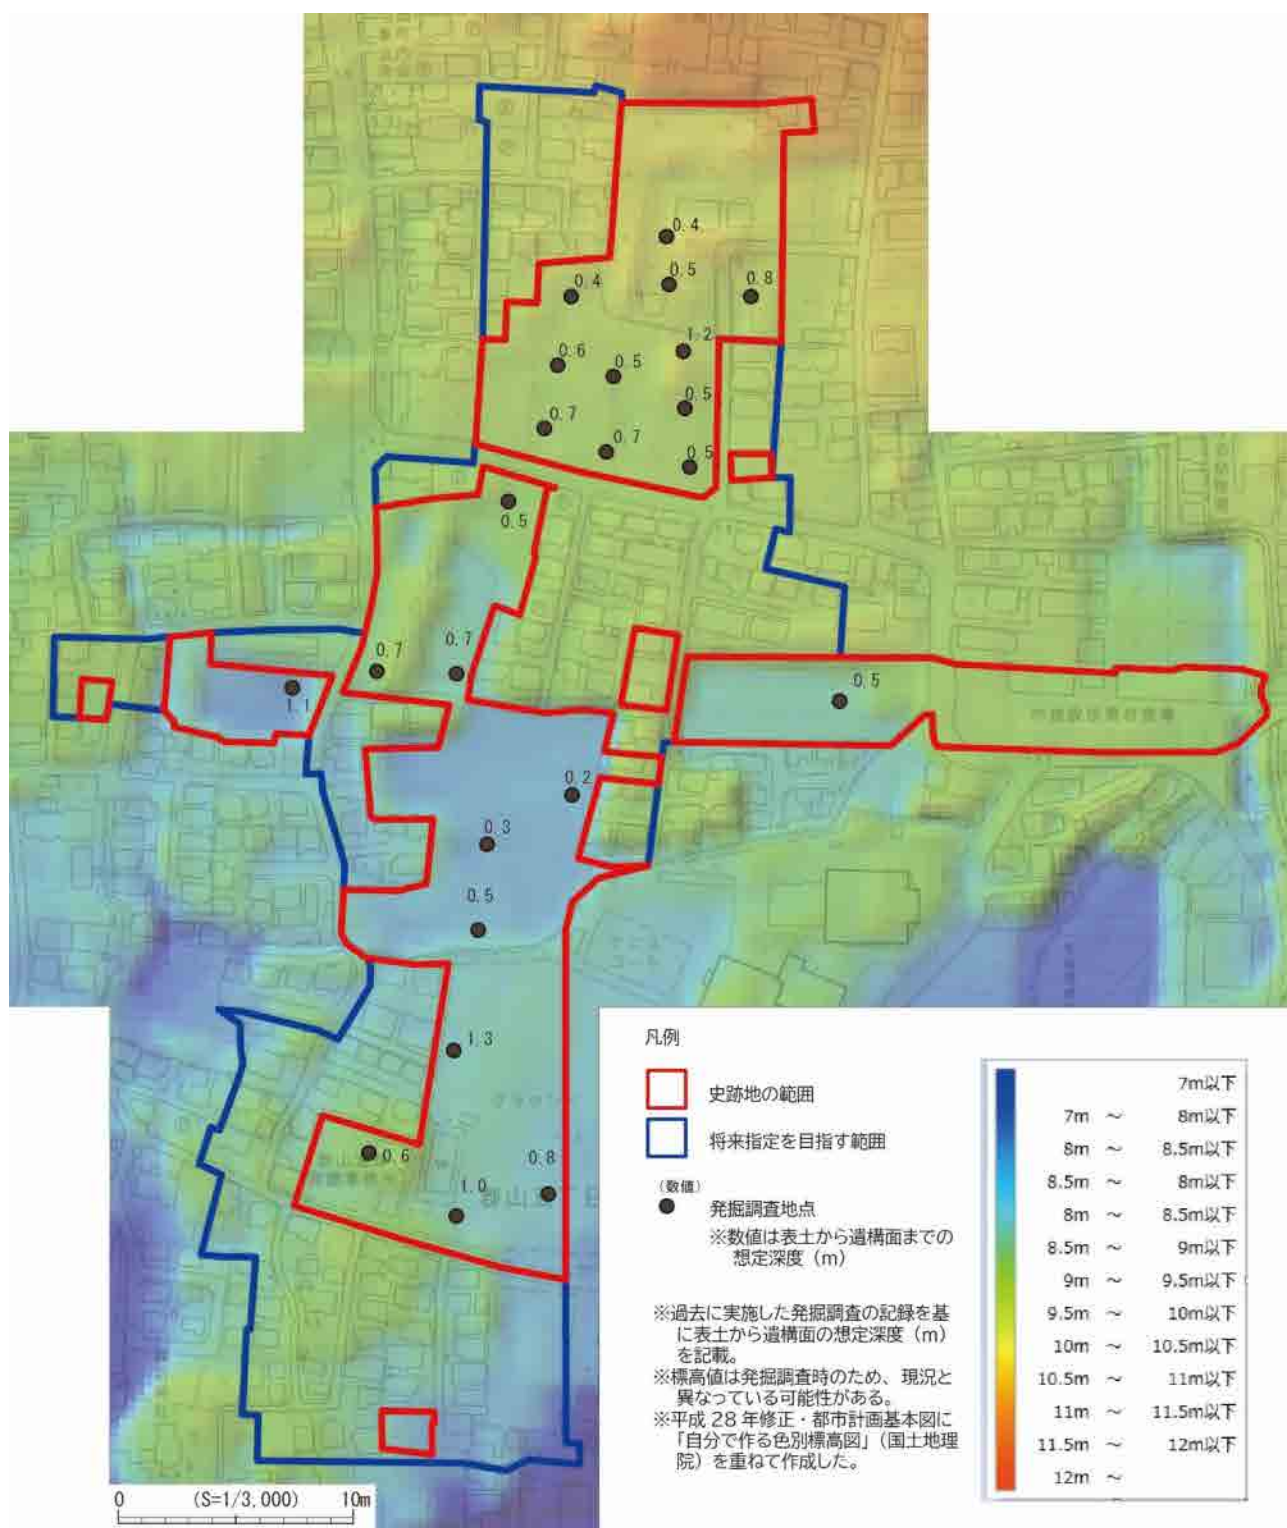 0.4
0.5
0.4
0.8
1.2
0.6
0.5
0.5
0.7
0.7
0.5
0.5
0.7
0.7
1.1
0.5
0.2
0.3
0.5
1.3
0.6
1.0
0.8
凡例
史跡地の範囲
将来指定を目指す範囲
(数値)
発掘調査地点
※数値は表土から遺構面までの
想定深度（m）
※過去に実施した発掘調査の記録を基
に表土から遺構面の想定深度（m）
を記載。
※標高値は発掘調査時のため、現況と
異なっている可能性がある。
※平成 28 年修正・都市計画基本図に
「自分で作る色別標高図」（国土地理
院）を重ねて作成した。
7m以下
7m ～ 8m以下
8m ～ 8.5m以下
8.5m ～ 8m以下
8m ～ 8.5m以下
8.5m ～ 9m以下
9m ～ 9.5m以下
9.5m ～ 10m以下
10m ～ 10.5m以下
10.5m ～ 11m以下
11m ～ 11.5m以下
11.5m ～ 12m以下
12m ～
0 (S=1/3,000) 10m